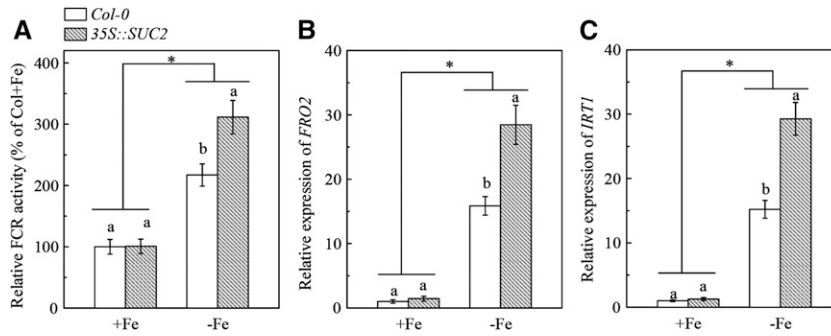 Col-0
35S::SUC2
A
Relative FCR activity (% of Col+Fe)
400
300
200
100
0
*
a
a
b
a
+Fe
-Fe
B
Relative expression of FRO2
40
30
20
10
0
*
a
a
b
a
+Fe
-Fe
C
Relative expression of IRT1
40
30
20
10
0
*
a
a
b
a
+Fe
-Fe